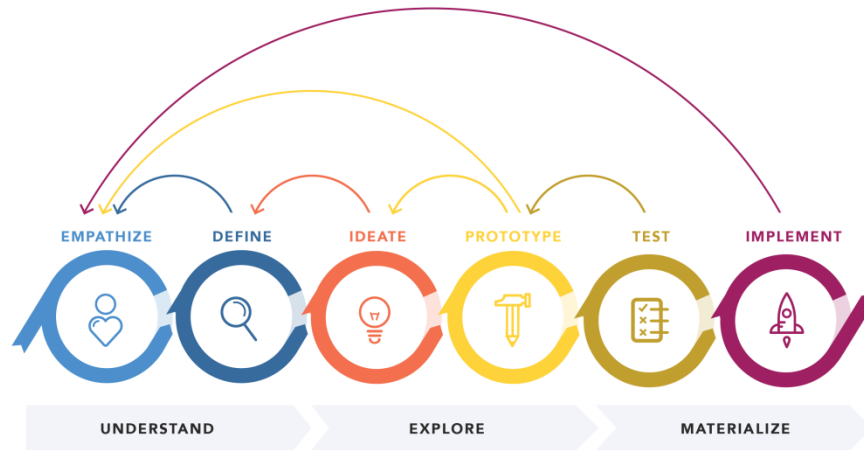 EMPATHIZE
DEFINE
IDEATE
PROTOTYPE
TEST
IMPLEMENT
UNDERSTAND
EXPLORE
MATERIALIZE